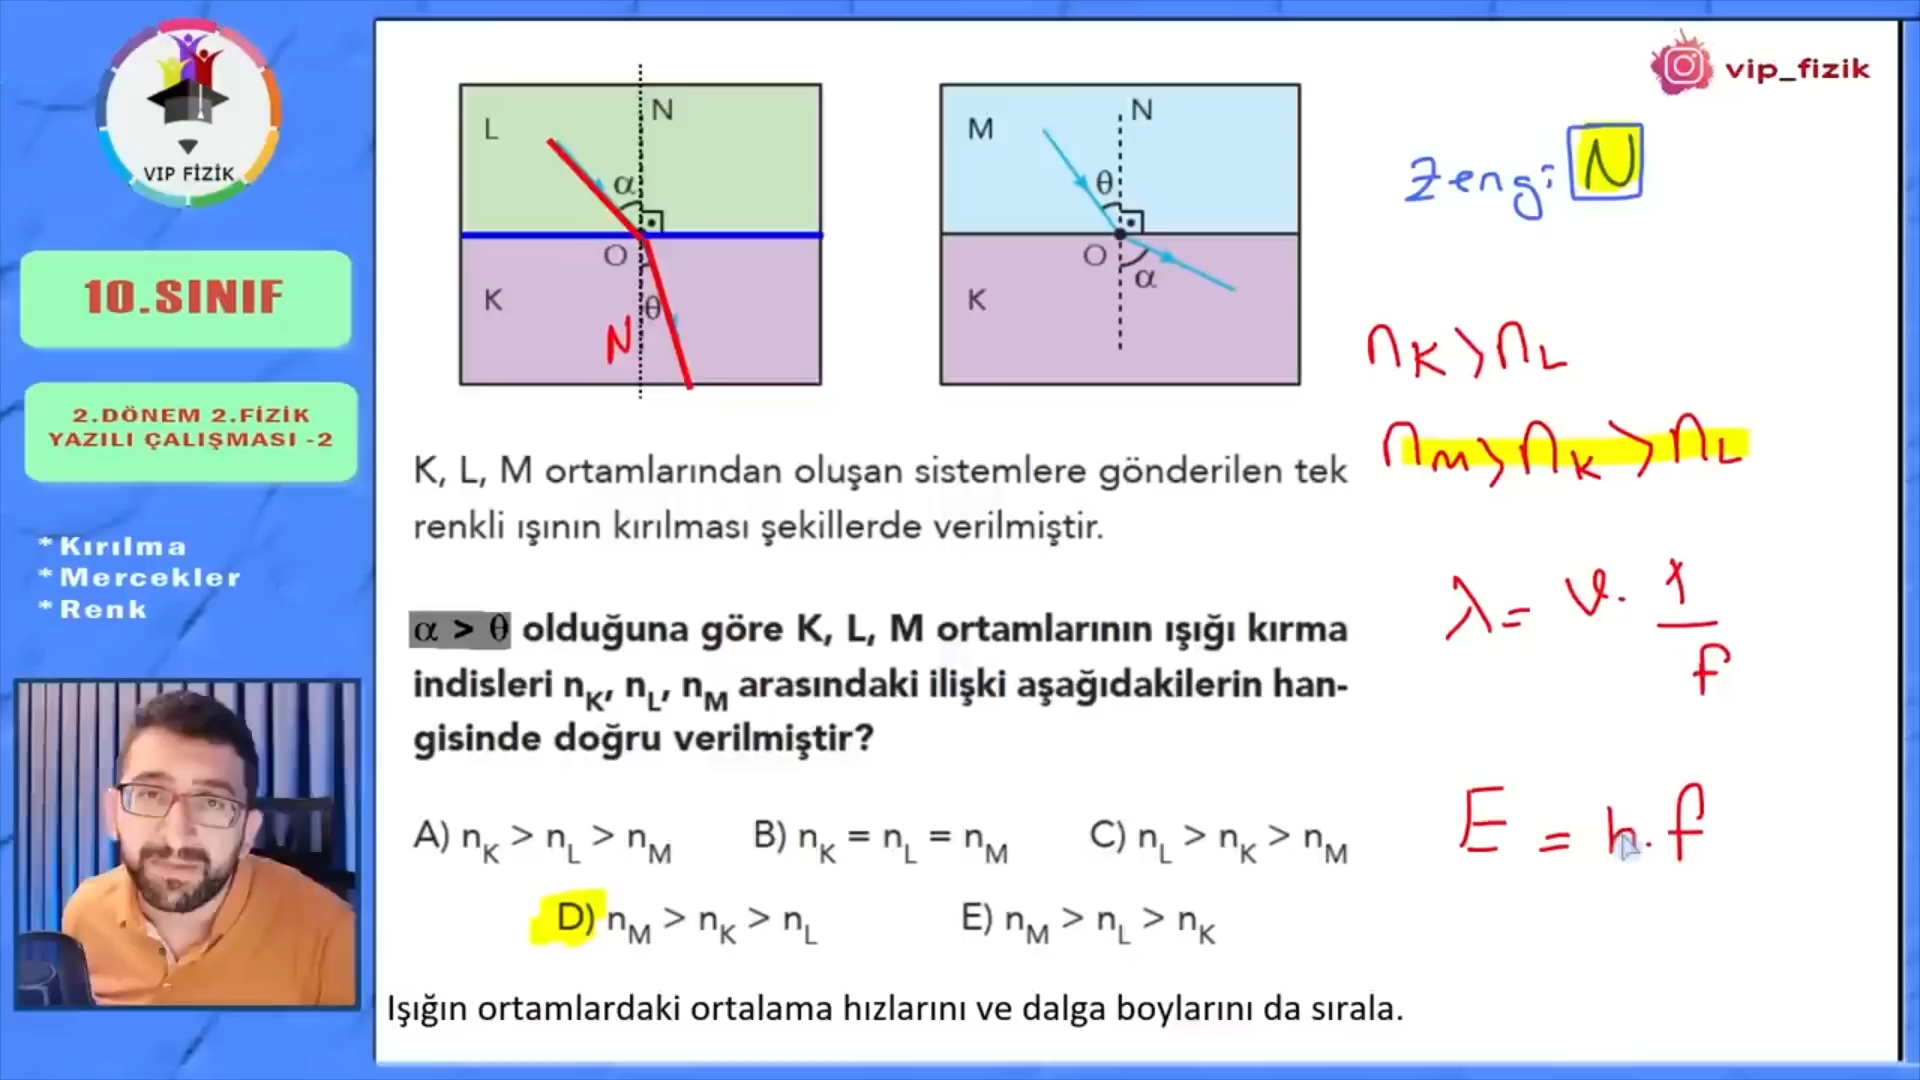 VIP FİZİK
10.SINIF
2.DÖNEM 2.FİZİK
YAZILI ÇALIŞMASI -2
* Kırılma
* Mercekler
* Renk
vip_fizik
L
N
α
O
K
θ
N
M
N
θ
O
α
K
Zengi: N
nK > nL
nM > nK > nL
λ = v. 1/f
E = h.f
K, L, M ortamlarından oluşan sistemlere gönderilen tek
renkli ışının kırılması şekillerde verilmiştir.
α > θ olduğuna göre K, L, M ortamlarının ışığı kırma
indisleri nK, nL, nM arasındaki ilişki aşağıdakilerin han-
gisinde doğru verilmiştir?
A) nK > nL > nM B) nK = nL = nM C) nL > nK > nM
D) nM > nK > nL E) nM > nL > nK
Işığın ortamlardaki ortalama hızlarını ve dalga boylarını da sırala.